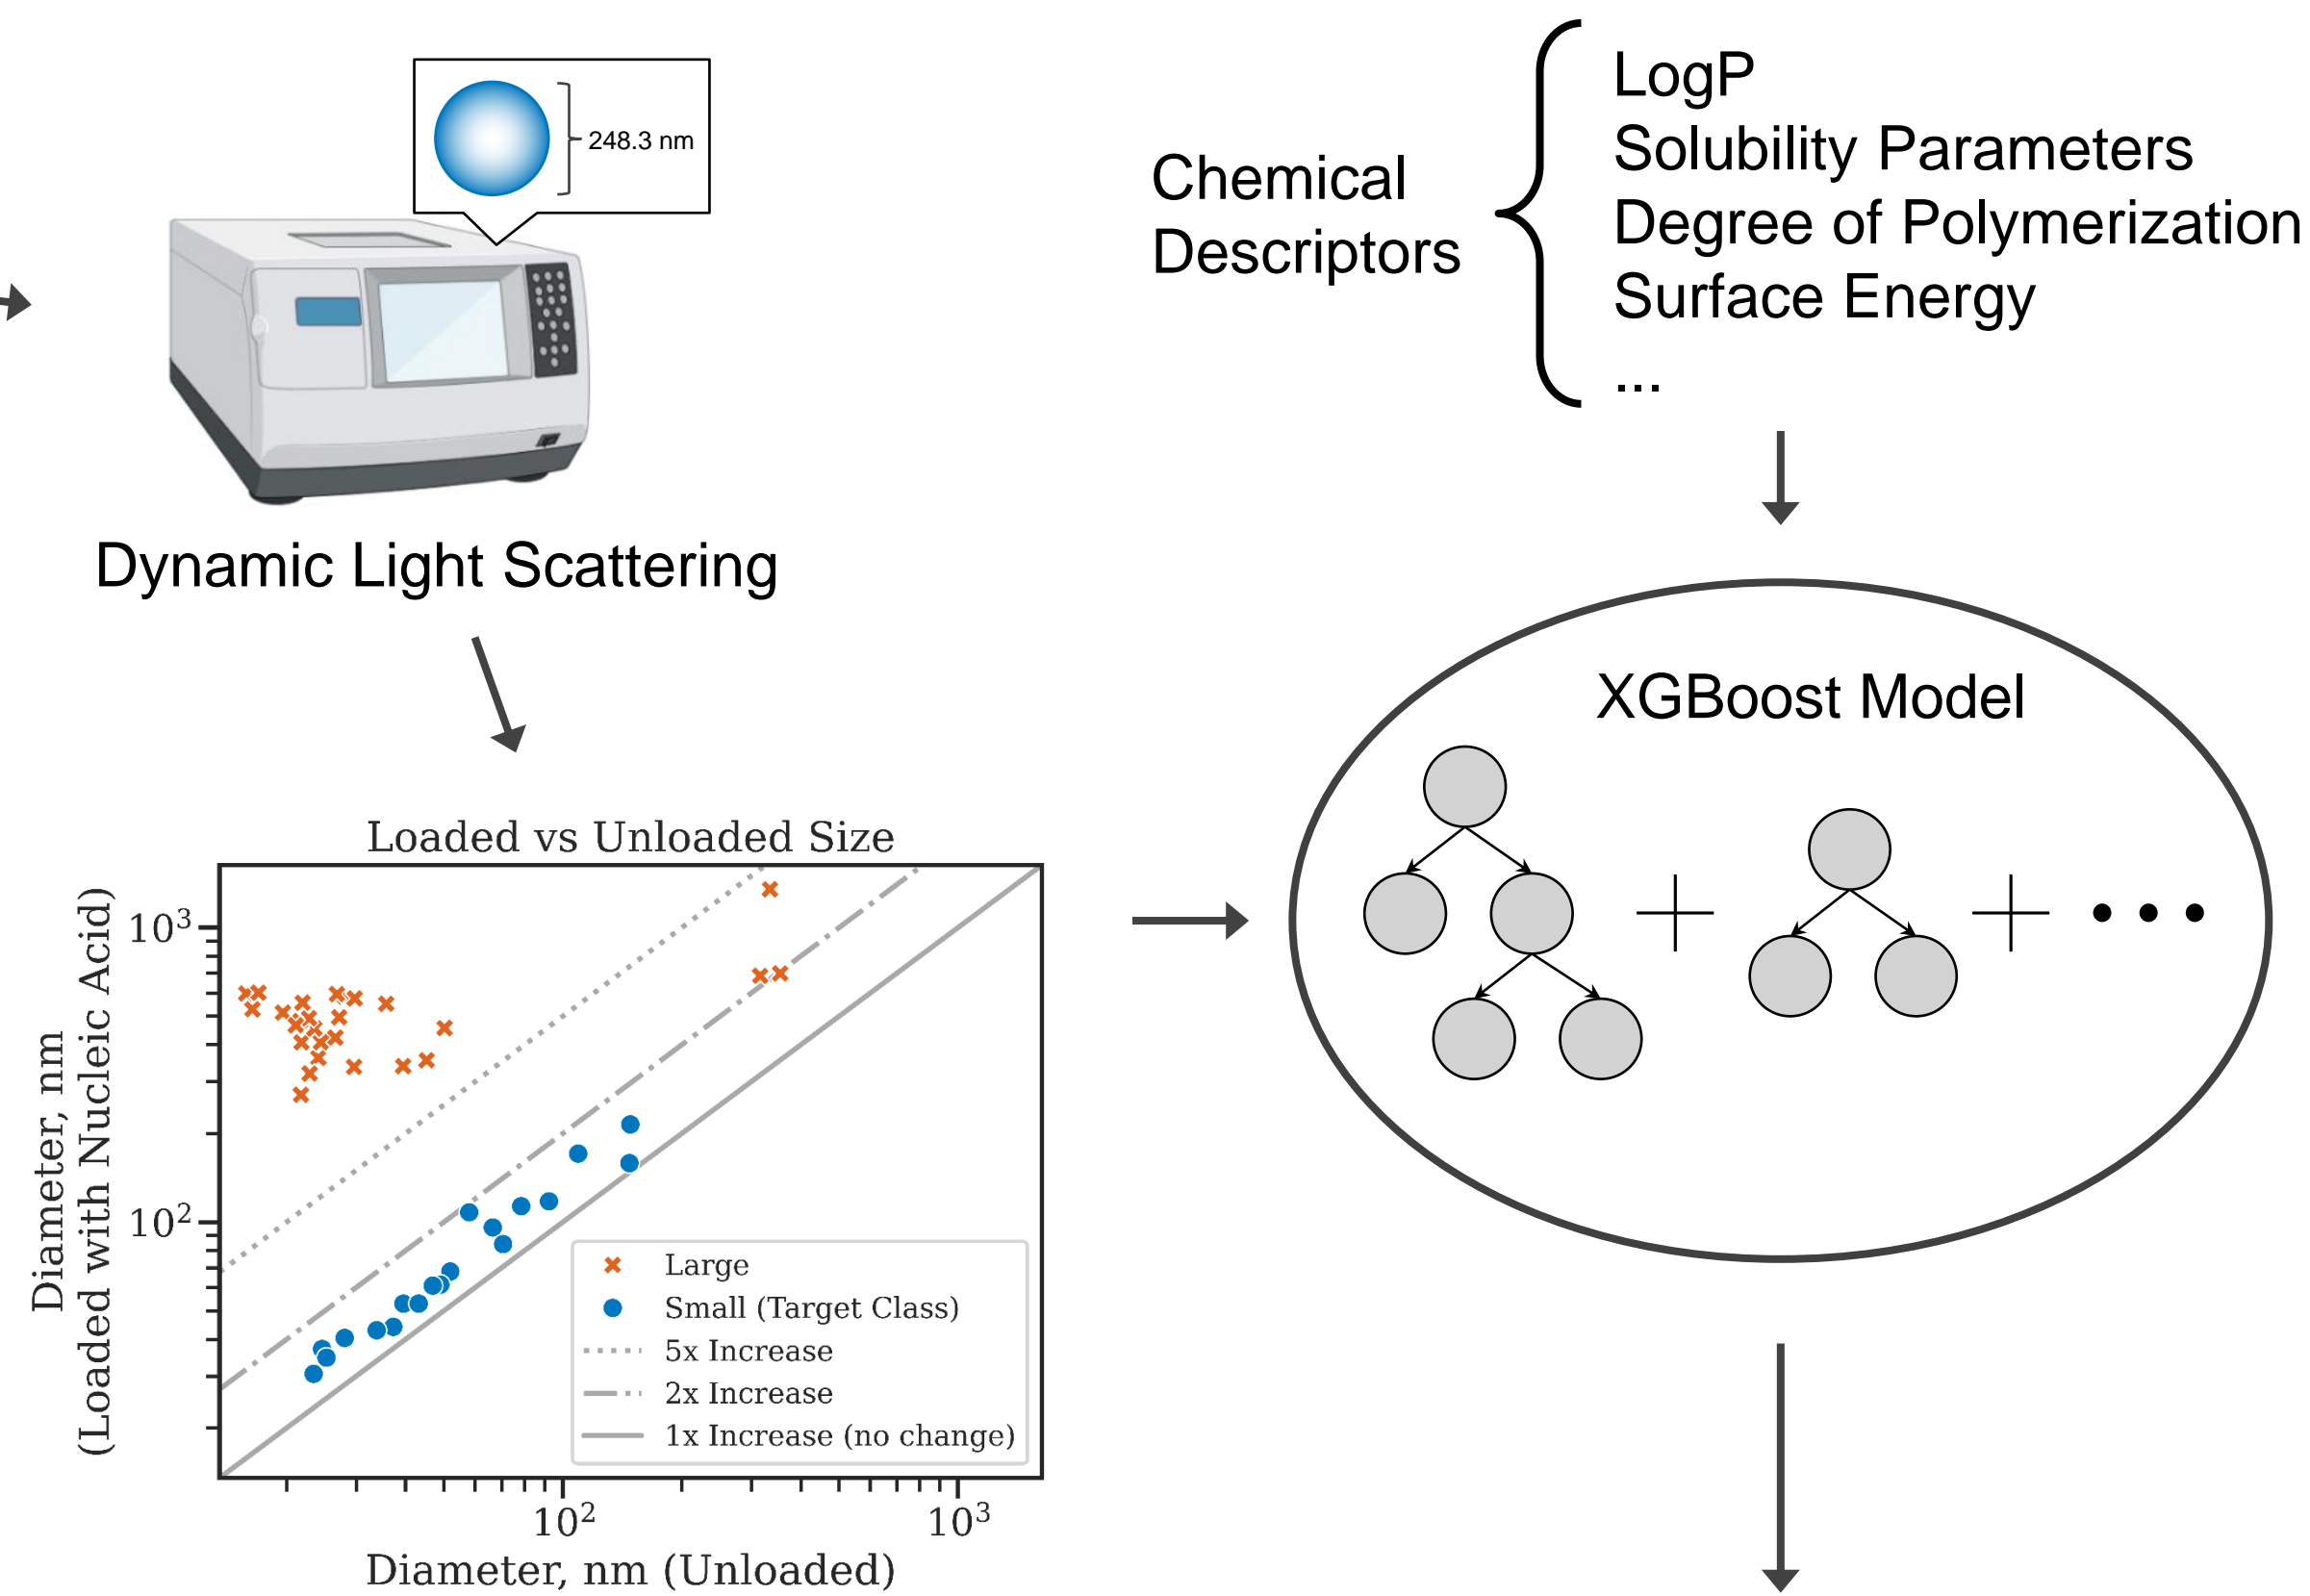 248.3 nm
Dynamic Light Scattering
Chemical
Descriptors
LogP
Solubility Parameters
Degree of Polymerization
Surface Energy
...
XGBoost Model
Loaded vs Unloaded Size
Diameter, nm
(Loaded with Nucleic Acid)
10³
10²
Large
Small (Target Class)
5x Increase
2x Increase
1x Increase (no change)
10²
10³
Diameter, nm (Unloaded)